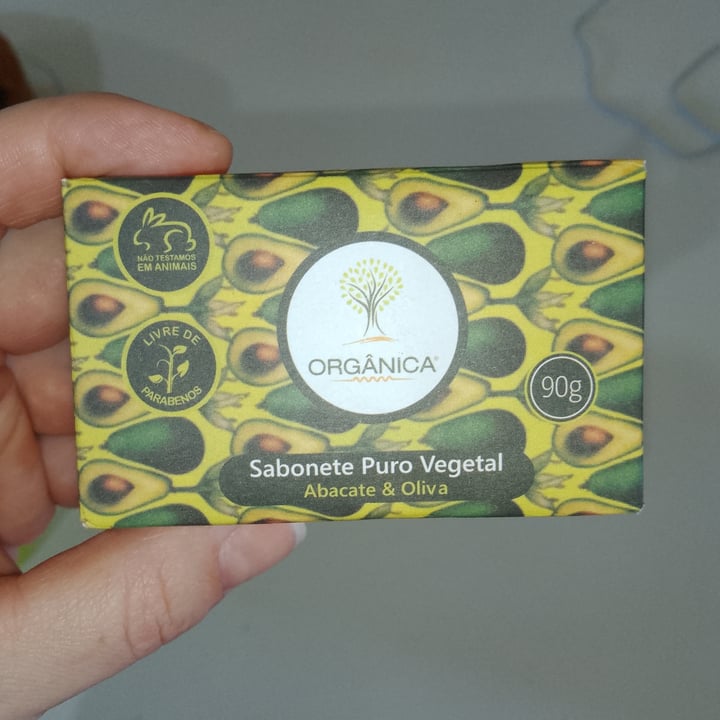 NÃO TESTAMOS
EM ANIMAIS
LIVRE DE
PARABENOS
ORGÂNICA®
90g
Sabonete Puro Vegetal
Abacate & Oliva